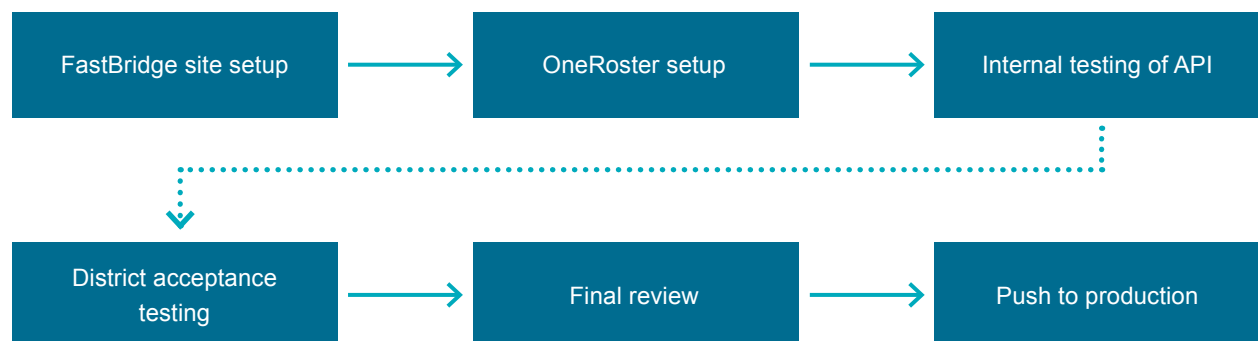 FastBridge site setup
OneRoster setup
Internal testing of API
District acceptance
testing
Final review
Push to production